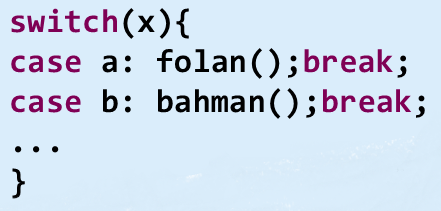 switch(x){
case a: folan();break;
case b: bahman();break;
...
}